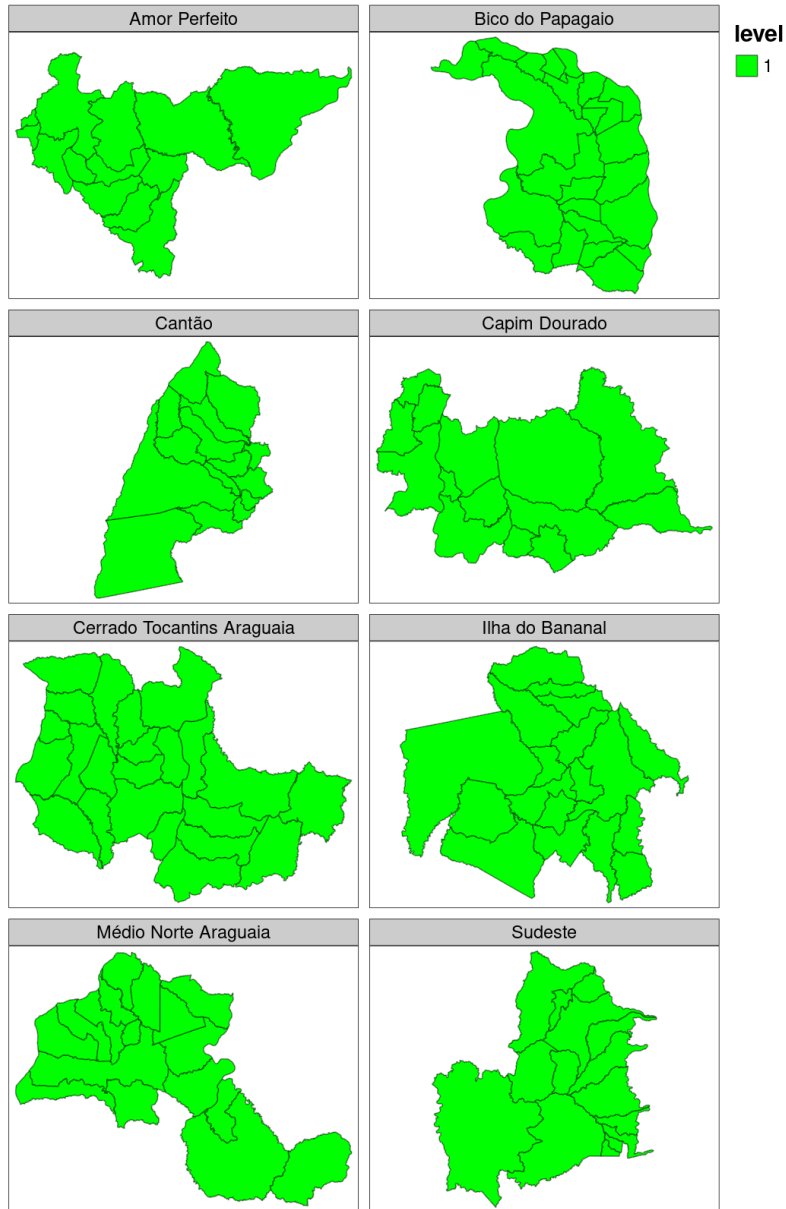 Amor Perfeito
Bico do Papagaio
level
1
Cantão
Capim Dourado
Cerrado Tocantins Araguaia
Ilha do Bananal
Médio Norte Araguaia
Sudeste